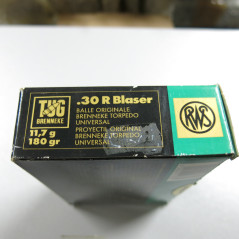 .30 R Blaser
TUG
BRENNEKE
11,7 g
180 gr
BALLE ORIGINALE
BRENNEKE TORPEDO
UNIVERSAL
PROYECTIL ORIGINAL
BRENNEKE TORPEDO
UNIVERSAL
RWS